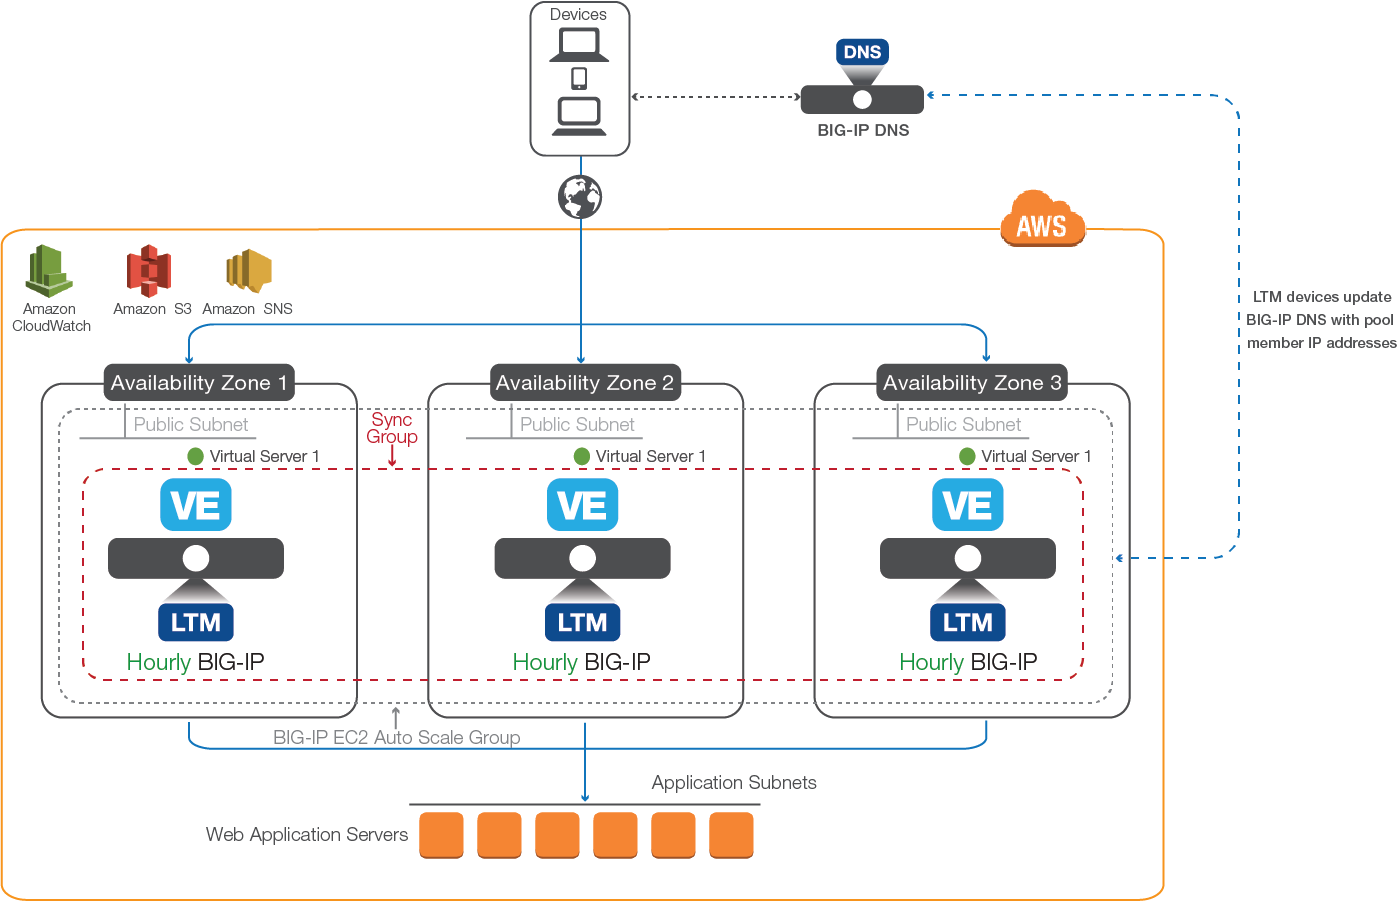 Devices
DNS
BIG-IP DNS
AWS
Amazon
CloudWatch
Amazon S3
Amazon SNS
LTM devices update
BIG-IP DNS with pool
member IP addresses
Availability Zone 1
Availability Zone 2
Availability Zone 3
Public Subnet
Sync
Group
Public Subnet
Public Subnet
Virtual Server 1
Virtual Server 1
Virtual Server 1
VE
VE
VE
LTM
LTM
LTM
Hourly BIG-IP
Hourly BIG-IP
Hourly BIG-IP
BIG-IP EC2 Auto Scale Group
Application Subnets
Web Application Servers